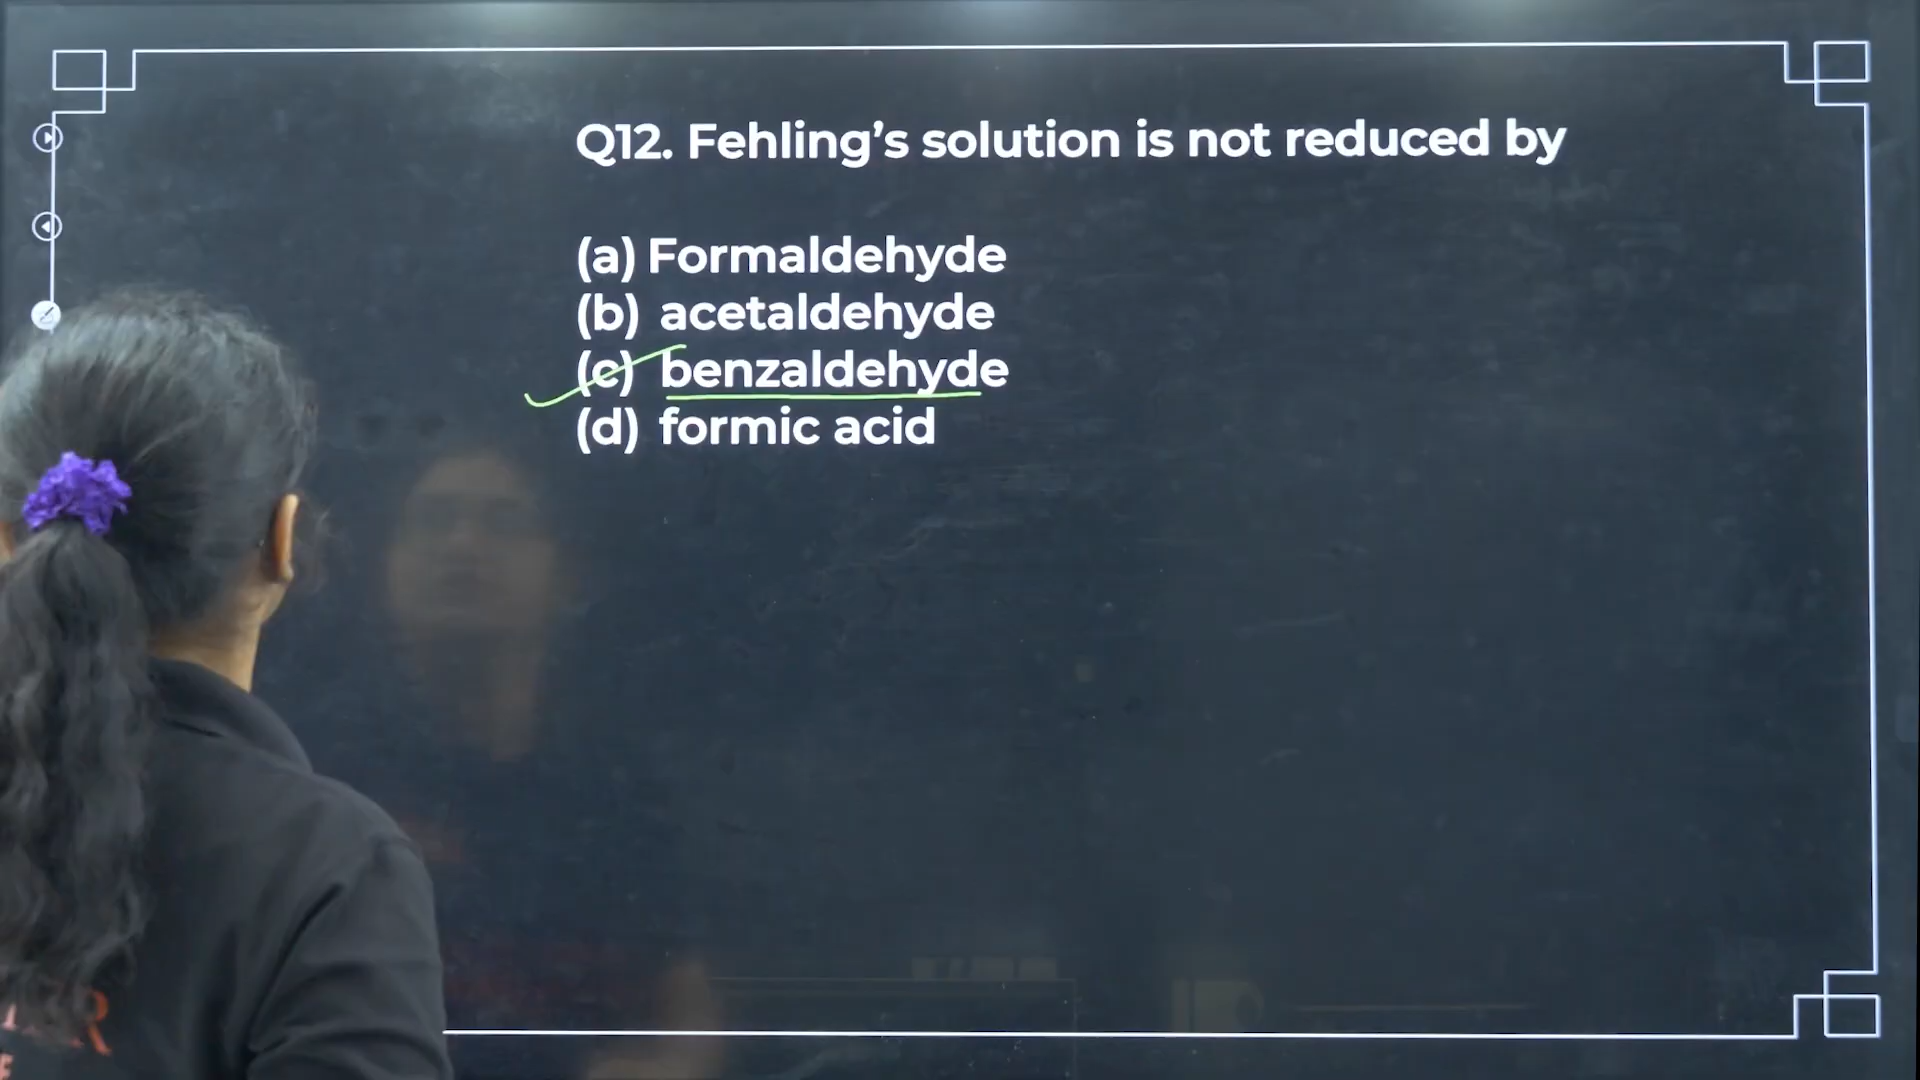 Q12. Fehling's solution is not reduced by
(a) Formaldehyde
(b) acetaldehyde
(c) benzaldehyde
(d) formic acid